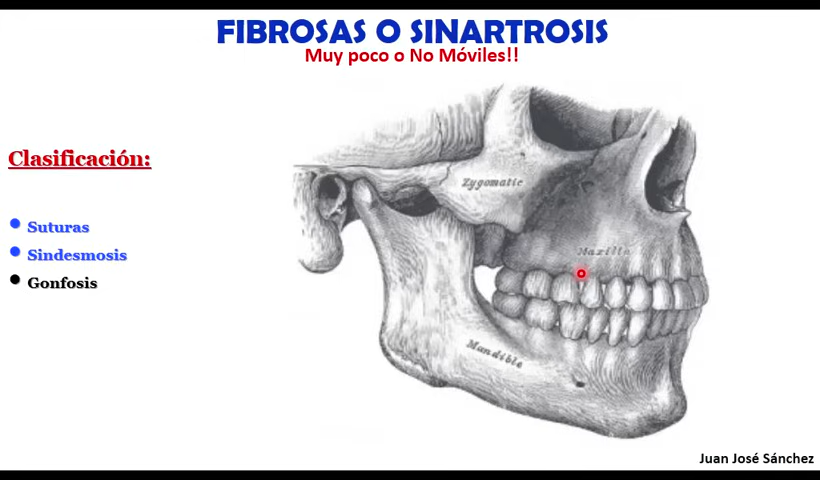 FIBROSAS O SINARTROSIS
Muy poco o No Móviles!!
Clasificación:
Suturas
Sindesmosis
Gonfosis
Zygomatic
Maxilla
Mandible
Juan José Sánchez